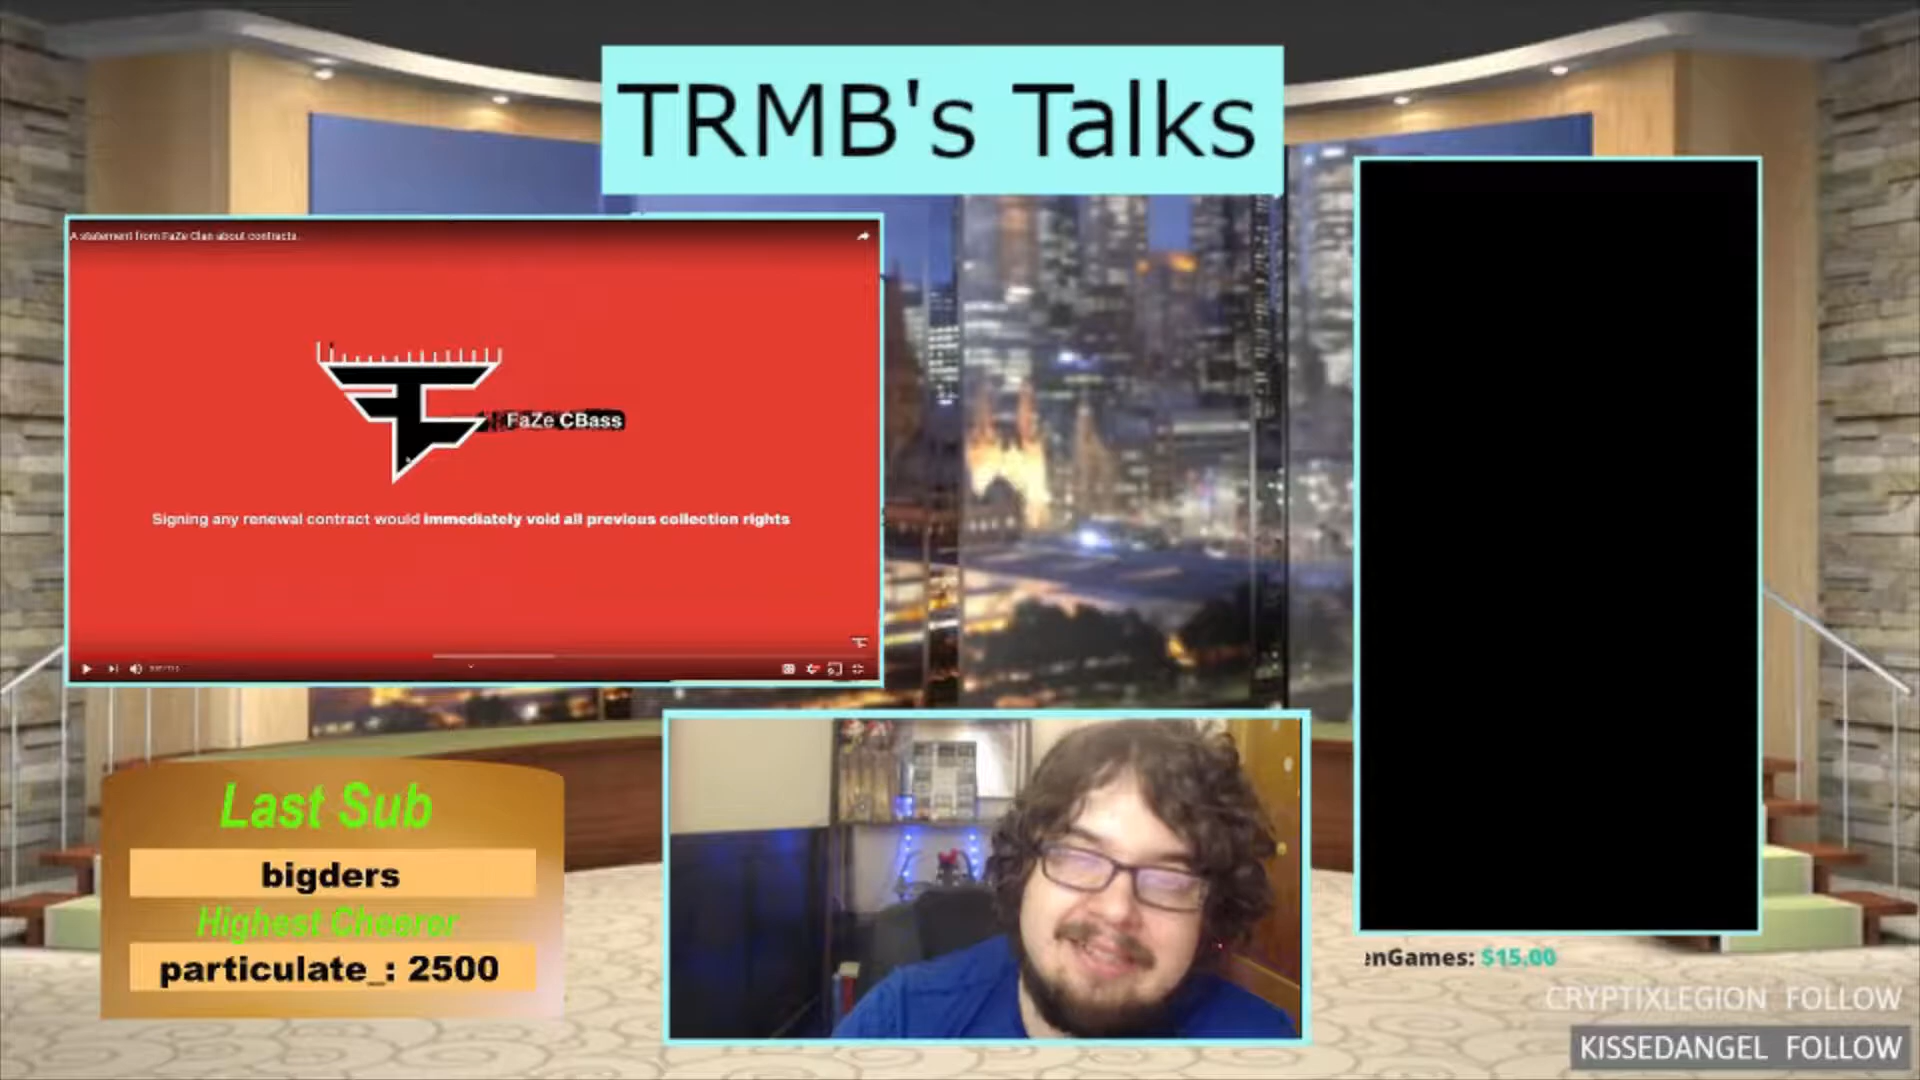 TRMB's Talks
A statement from FaZe Clan about contracts.
FaZe CBass
Signing any renewal contract would immediately void all previous collection rights
Last Sub
bigders
Highest Cheerer
particulate_: 2500
enGames: $15.00
CRYPTIXLEGION FOLLOW
KISSEDANGEL FOLLOW